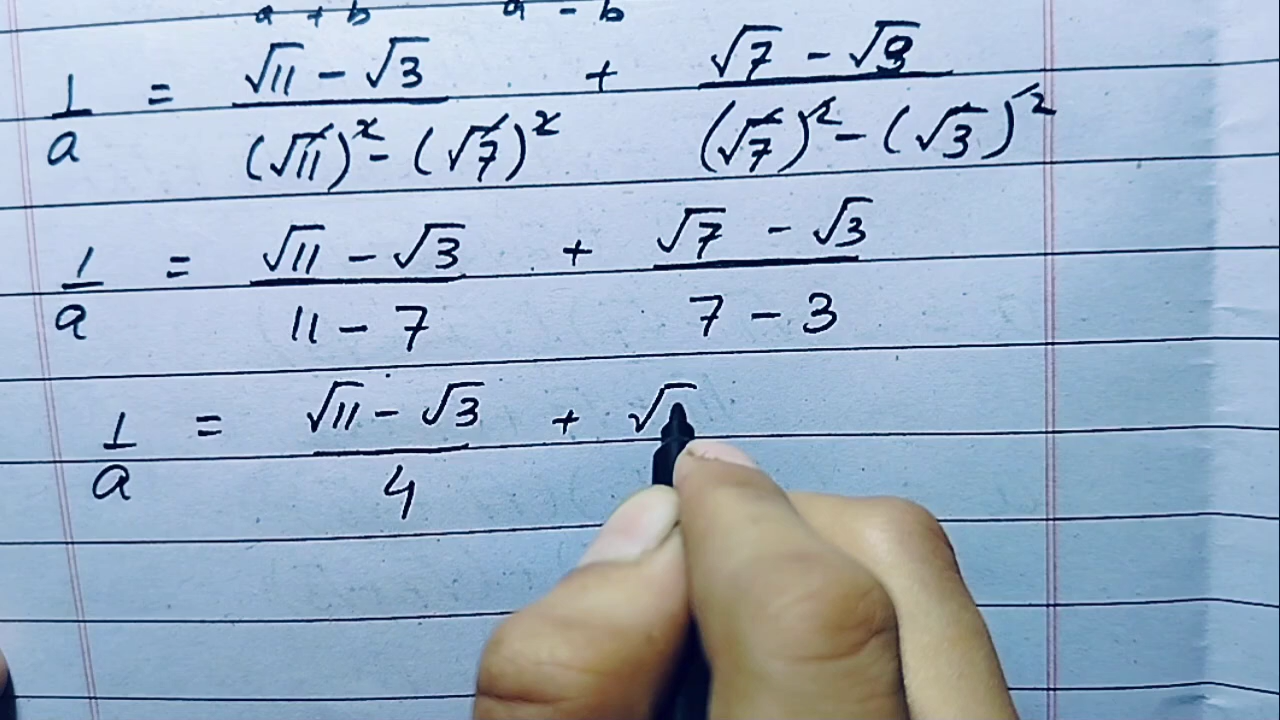 a + b a - b
1/a = (√11 - √3)/((√11)² - (√7)²) + (√7 - √3)/((√7)² - (√3)²)
1/a = (√11 - √3)/(11 - 7) + (√7 - √3)/(7 - 3)
1/a = (√11 - √3)/4 + √